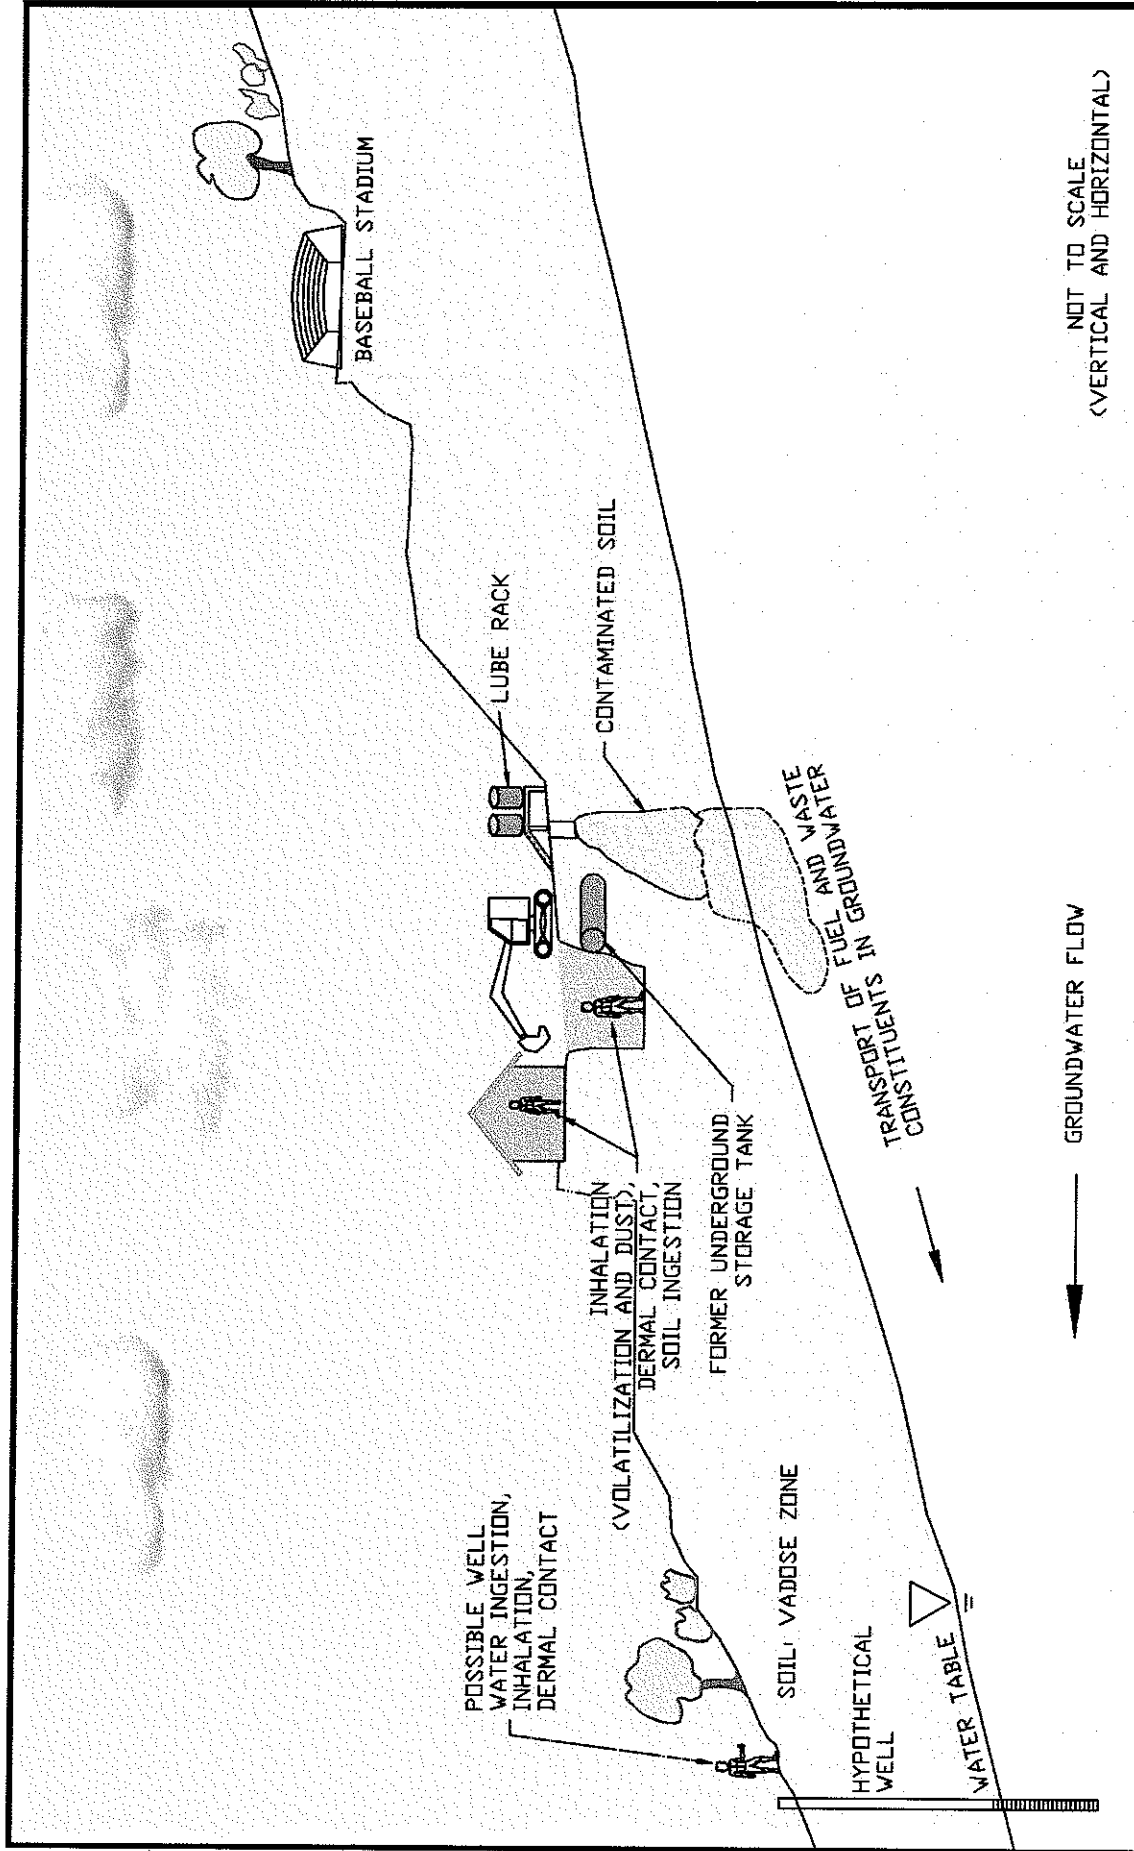 POSSIBLE WELL
WATER INGESTION,
INHALATION,
DERMAL CONTACT
INHALATION
(VOLATILIZATION AND DUST),
DERMAL CONTACT,
SOIL INGESTION
FORMER UNDERGROUND
STORAGE TANK
LUBE RACK
CONTAMINATED SOIL
BASEBALL STADIUM
SOIL, VADOSE ZONE
HYPOTHETICAL
WELL
WATER TABLE
TRANSPORT OF FUEL AND WASTE
CONSTITUENTS IN GROUNDWATER
GROUNDWATER FLOW
NOT TO SCALE
(VERTICAL AND HORIZONTAL)